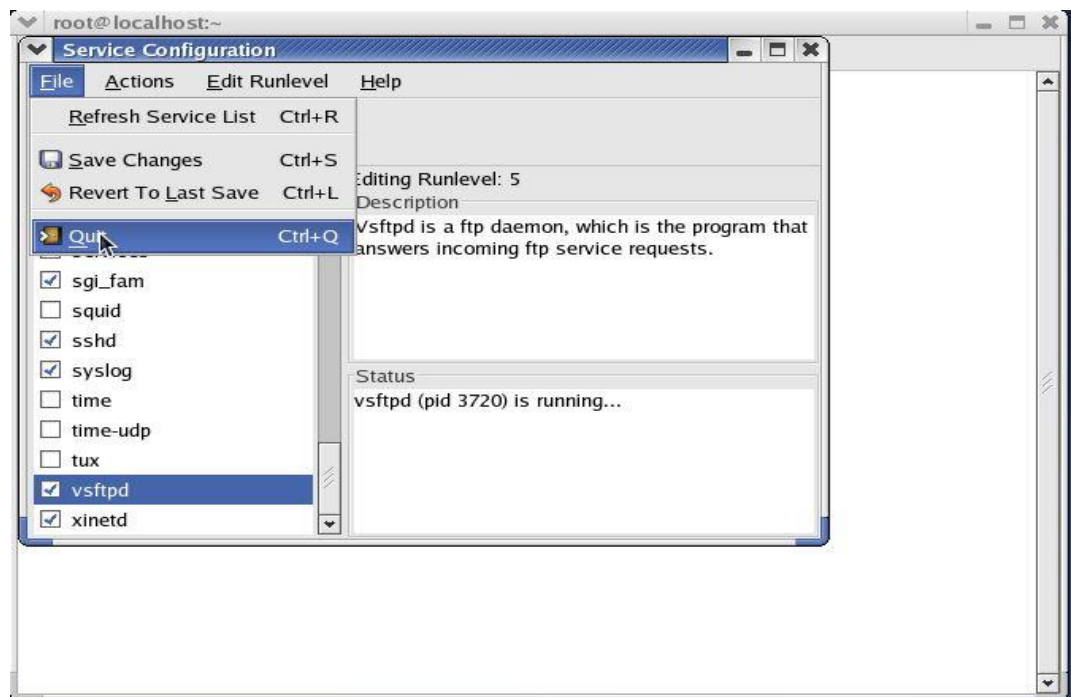 root@localhost:~
Service Configuration
File Actions Edit Runlevel Help
Refresh Service List Ctrl+R
Save Changes Ctrl+S
Revert To Last Save Ctrl+L
Quit Ctrl+Q
Editing Runlevel: 5
Description
Vsftpd is a ftp daemon, which is the program that
answers incoming ftp service requests.
sgi_fam
squid
sshd
syslog
time
time-udp
tux
vsftpd
xinetd
Status
vsftpd (pid 3720) is running...